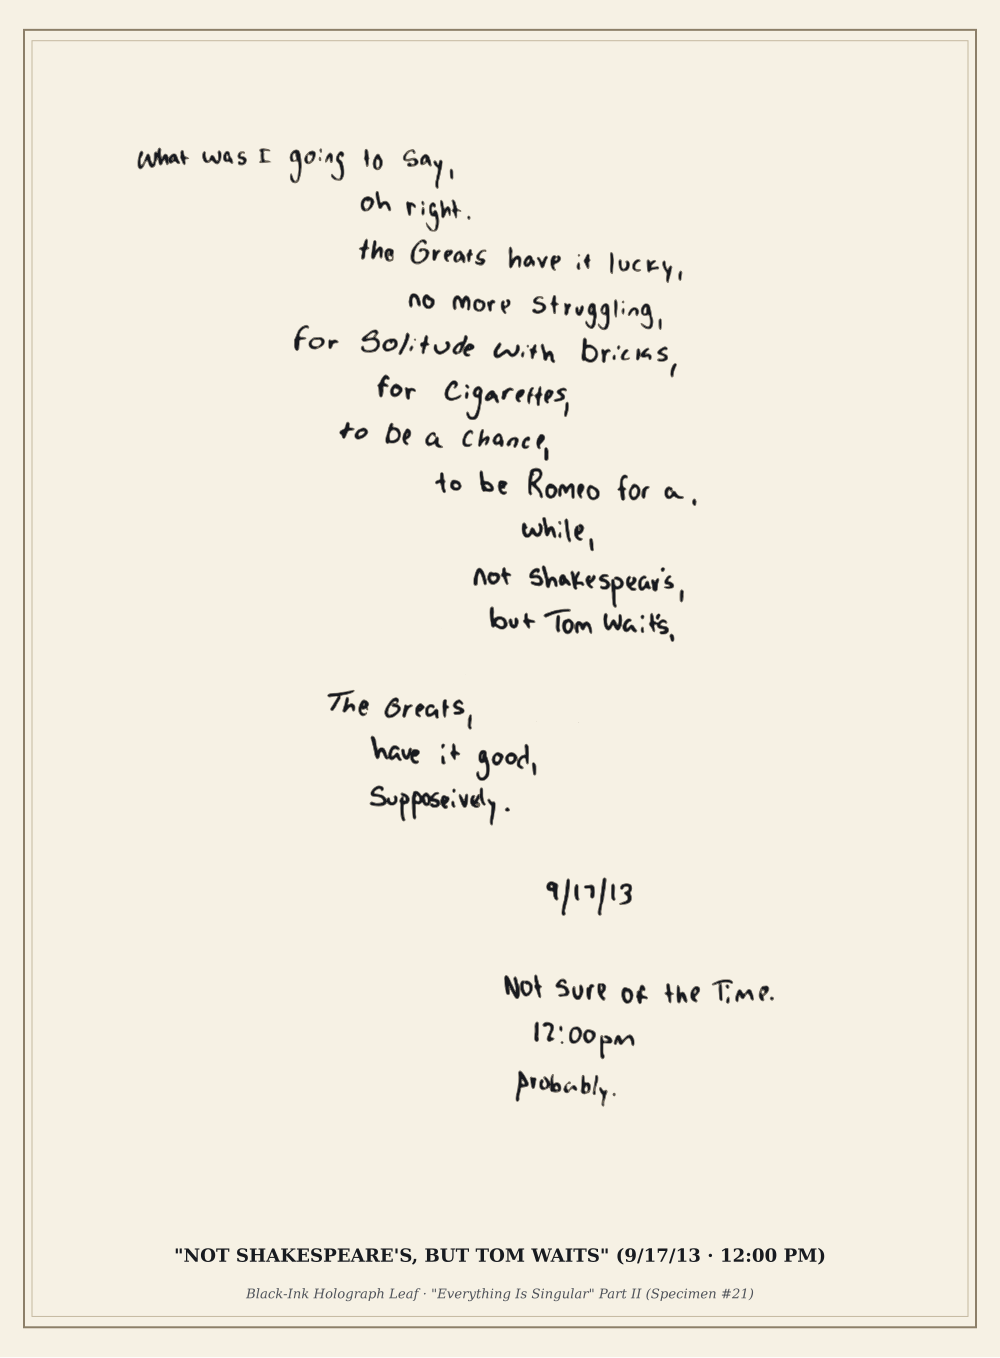 What was I going to say,
oh right.
the Greats have it lucky,
no more struggling,
for Solitude with bricks,
for Cigarettes,
to be a chance,
to be Romeo for a,
while,
not Shakespear's,
but Tom Wait's,
The Greats,
have it good,
Supposeively.
9/17/13
Not sure of the Time.
12:00pm
probably.
"NOT SHAKESPEARE'S, BUT TOM WAITS" (9/17/13 · 12:00 PM)
Black-Ink Holograph Leaf · "Everything Is Singular" Part II (Specimen #21)